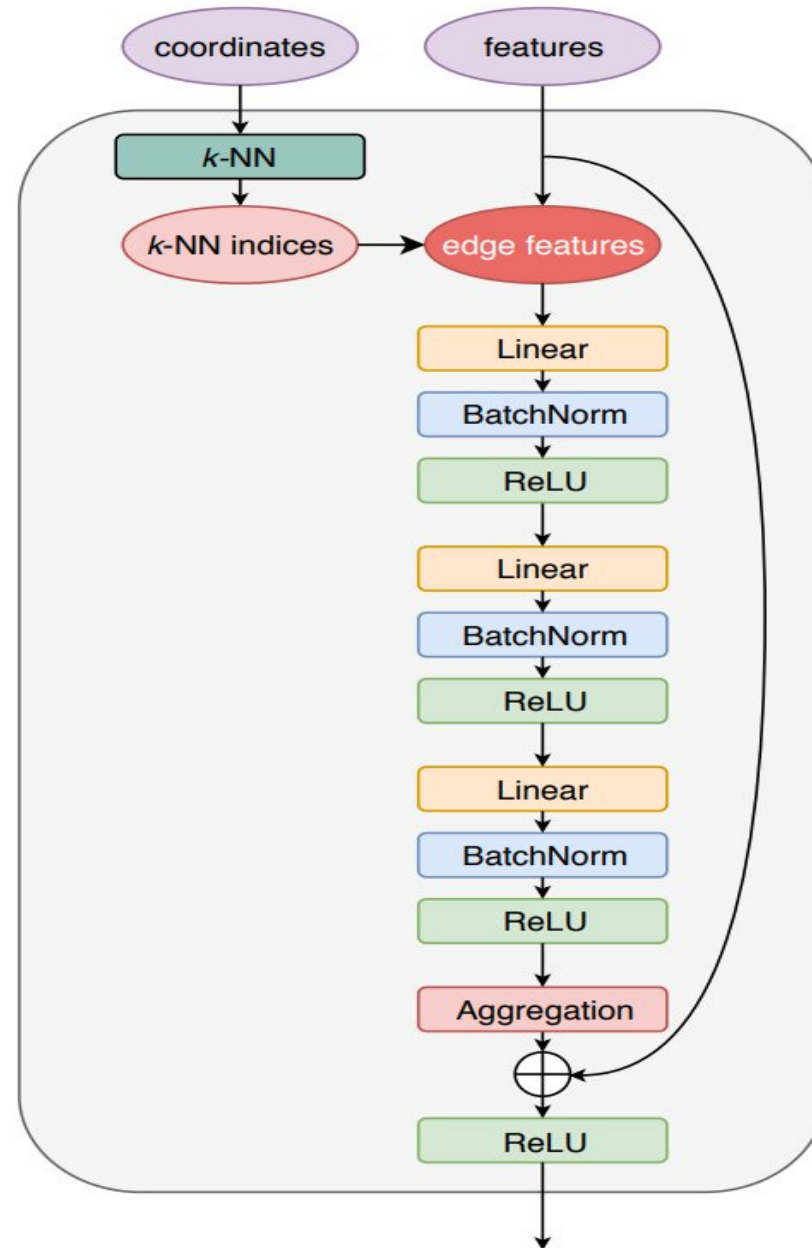 coordinates
features
k-NN
k-NN indices
edge features
Linear
BatchNorm
ReLU
Linear
BatchNorm
ReLU
Linear
BatchNorm
ReLU
Aggregation
ReLU